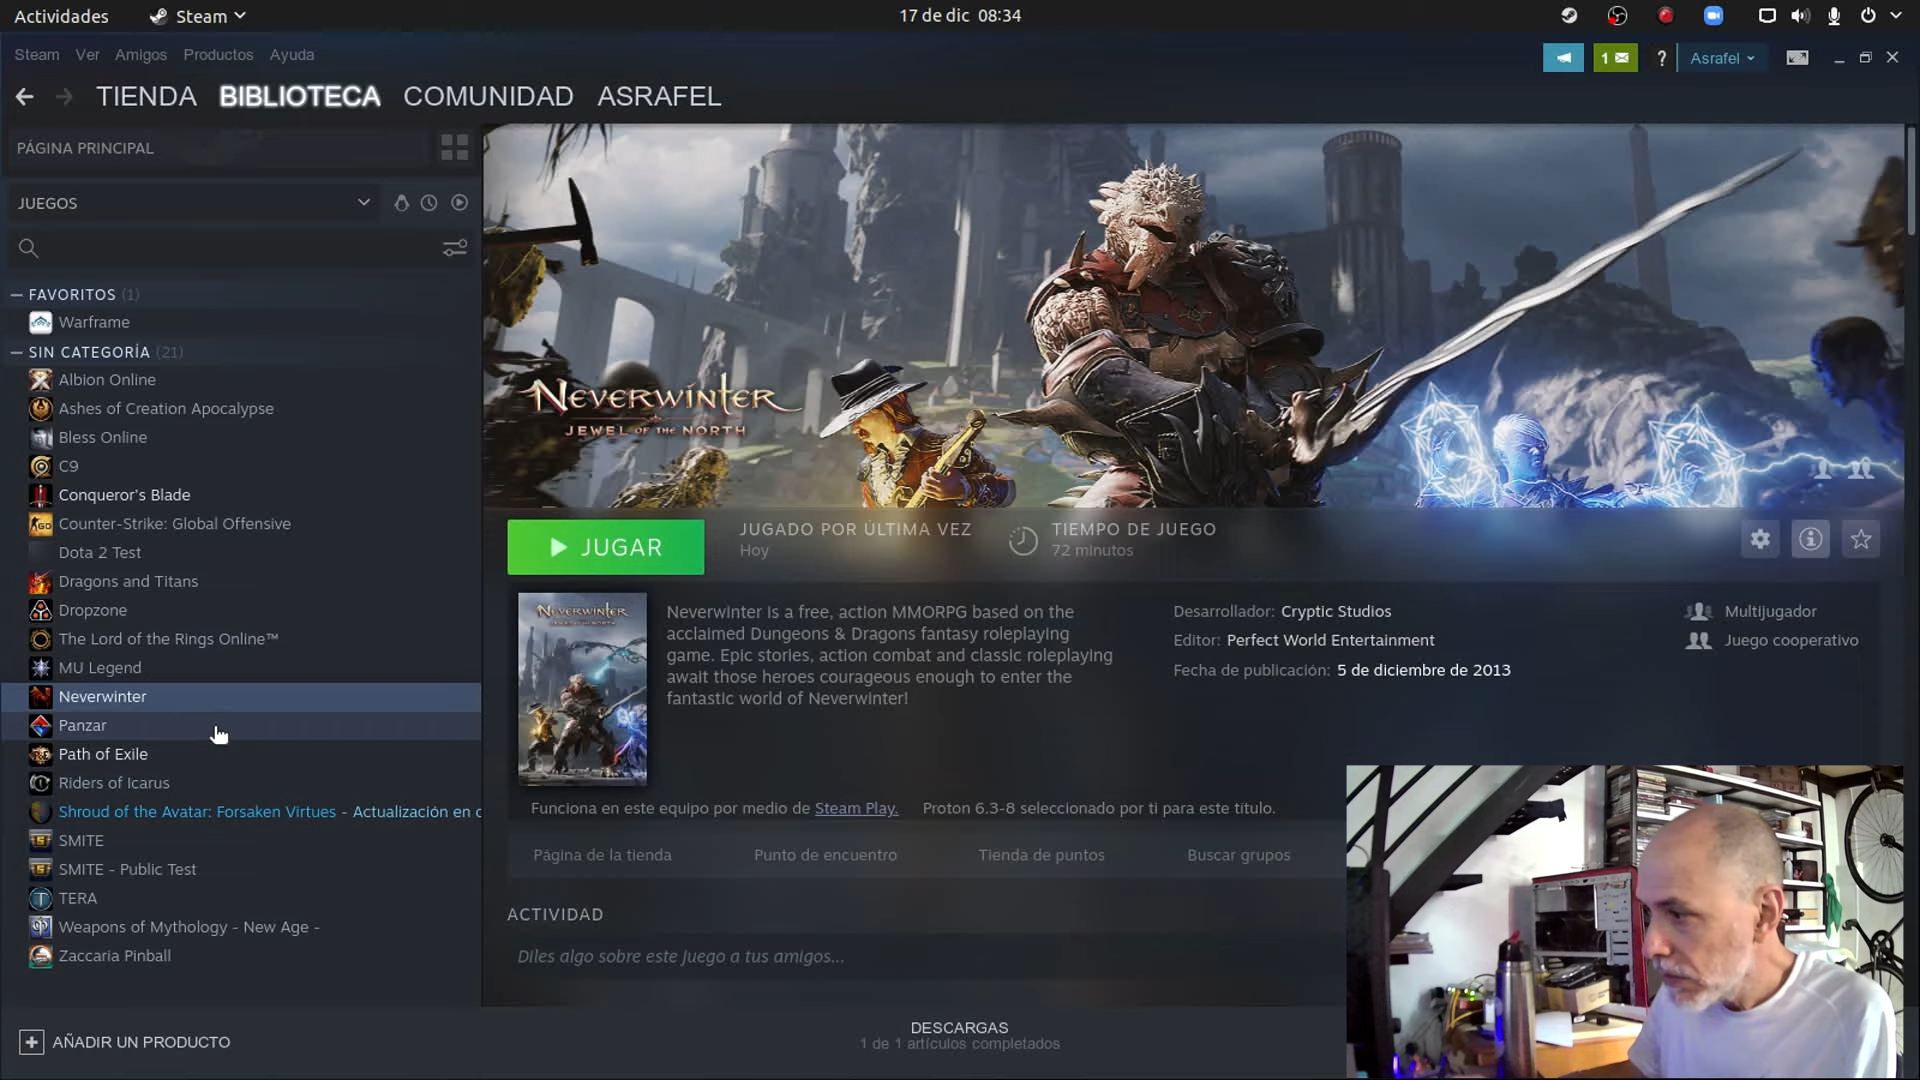 Actividades
Steam
17 de dic 08:34
Steam Ver Amigos Productos Ayuda
1
?
Asrafel
TIENDA BIBLIOTECA COMUNIDAD ASRAFEL
PÁGINA PRINCIPAL
JUEGOS
— FAVORITOS (1)
Warframe
— SIN CATEGORÍA (21)
Albion Online
Ashes of Creation Apocalypse
Bless Online
C9
Conqueror's Blade
Counter-Strike: Global Offensive
Dota 2 Test
Dragons and Titans
Dropzone
The Lord of the Rings Online™
MU Legend
Neverwinter
Panzar
Path of Exile
Riders of Icarus
Shroud of the Avatar: Forsaken Virtues - Actualización en c
SMITE
SMITE - Public Test
TERA
Weapons of Mythology - New Age -
Zaccaria Pinball
AÑADIR UN PRODUCTO
NEVERWINTER
JEWEL OF THE NORTH
JUGAR
JUGADO POR ÚLTIMA VEZ
Hoy
TIEMPO DE JUEGO
72 minutos
NEVERWINTER
Neverwinter is a free, action MMORPG based on the
acclaimed Dungeons & Dragons fantasy roleplaying
game. Epic stories, action combat and classic roleplaying
await those heroes courageous enough to enter the
fantastic world of Neverwinter!
Desarrollador: Cryptic Studios
Editor: Perfect World Entertainment
Fecha de publicación: 5 de diciembre de 2013
Multijugador
Juego cooperativo
Funciona en este equipo por medio de Steam Play. Proton 6.3-8 seleccionado por ti para este título.
Página de la tienda Punto de encuentro Tienda de puntos Buscar grupos
ACTIVIDAD
Diles algo sobre este juego a tus amigos...
DESCARGAS
1 de 1 artículos completados